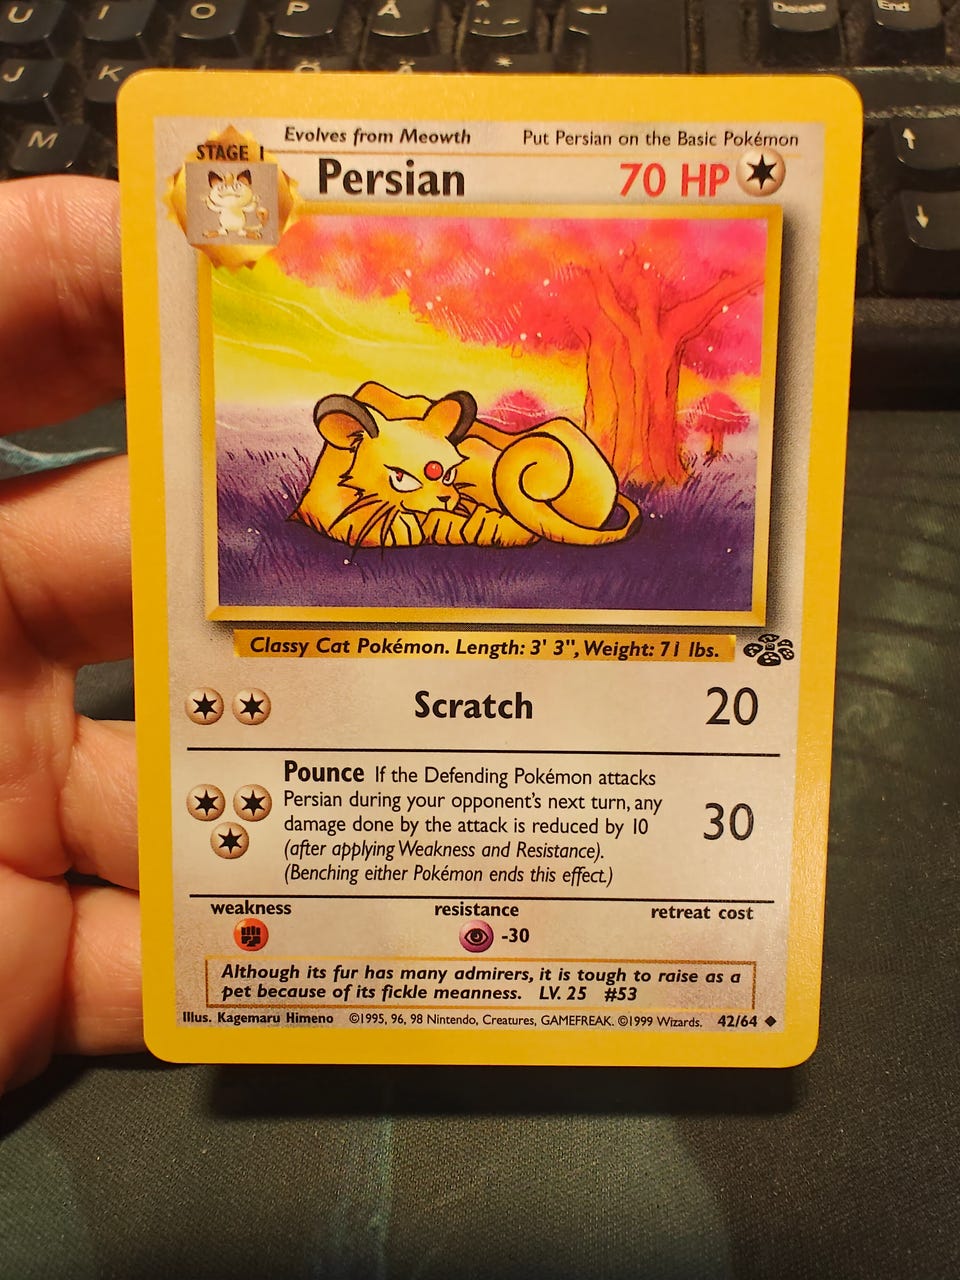 U I O P Å ^ Delete End
J K Ö Ä *
M
Evolves from Meowth Put Persian on the Basic Pokémon
STAGE 1 Persian 70 HP
Classy Cat Pokémon. Length: 3' 3", Weight: 71 lbs.
Scratch 20
Pounce If the Defending Pokémon attacks
Persian during your opponent's next turn, any
damage done by the attack is reduced by 10 30
(after applying Weakness and Resistance).
(Benching either Pokémon ends this effect.)
weakness resistance retreat cost
-30
Although its fur has many admirers, it is tough to raise as a
pet because of its fickle meanness. LV. 25 #53
Illus. Kagemaru Himeno ©1995, 96, 98 Nintendo, Creatures, GAMEFREAK. ©1999 Wizards. 42/64